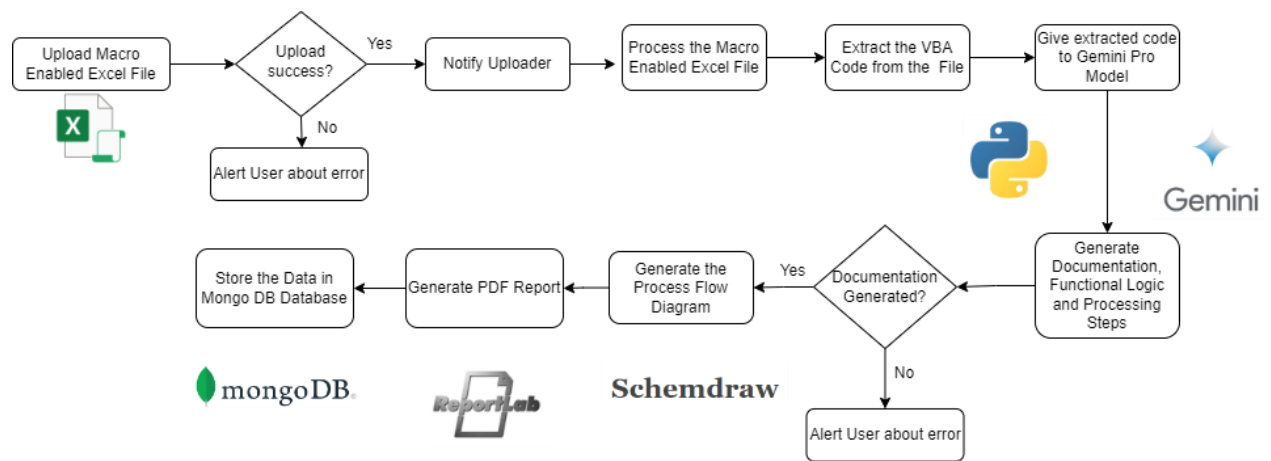 Upload Macro
Enabled Excel File
Upload
success?
Yes
Notify Uploader
Process the Macro
Enabled Excel File
Extract the VBA
Code from the File
Give extracted code
to Gemini Pro
Model
X
No
Alert User about error
Gemini
Store the Data in
Mongo DB Database
Generate PDF Report
Generate the
Process Flow
Diagram
Yes
Documentation
Generated?
Generate
Documentation,
Functional Logic
and Processing
Steps
mongoDB®
ReportLab
Schemdraw
No
Alert User about error